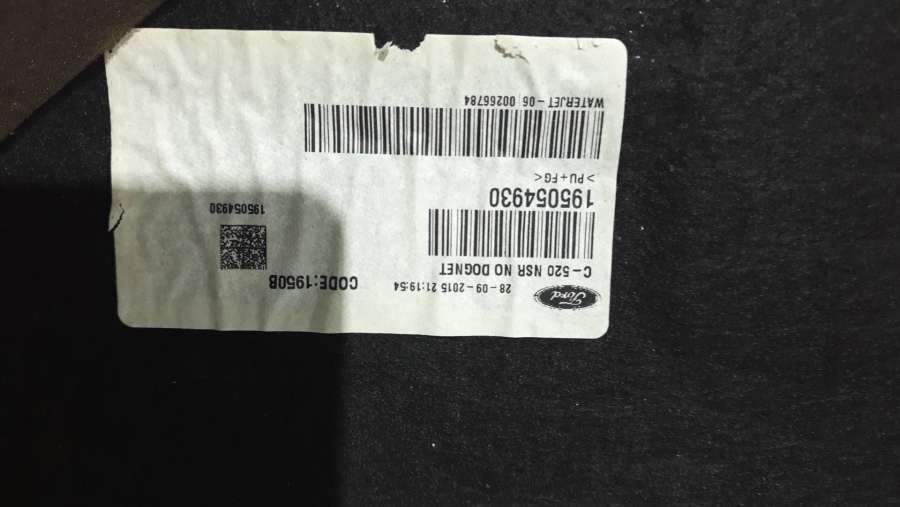 Ford
28-09-2015 21:19:54
CODE:1950B
C-520 NSR NO DOGNET
195054930
195054930
>PU+FG<
WATERJET-06 00266784